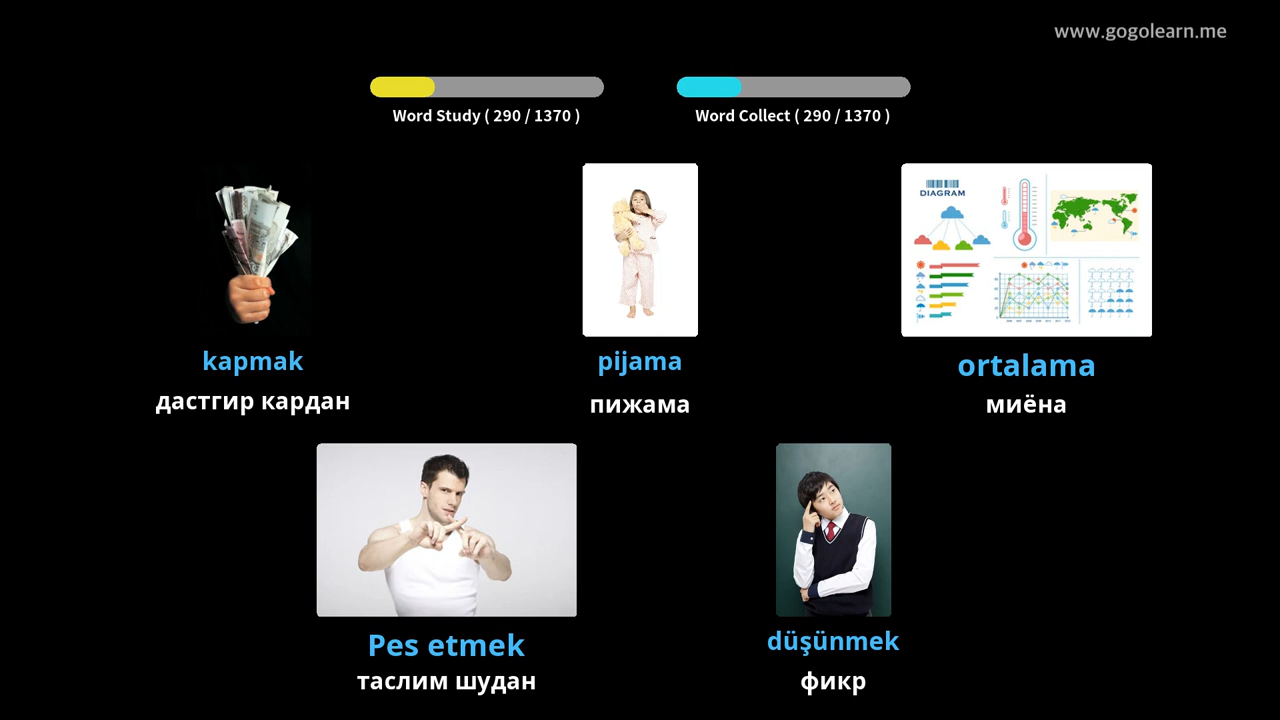 www.gogolearn.me
Word Study ( 290 / 1370 )
Word Collect ( 290 / 1370 )
DIAGRAM
kapmak
дастгир кардан
pijama
пижама
ortalama
миёна
Pes etmek
таслим шудан
düşünmek
фикр